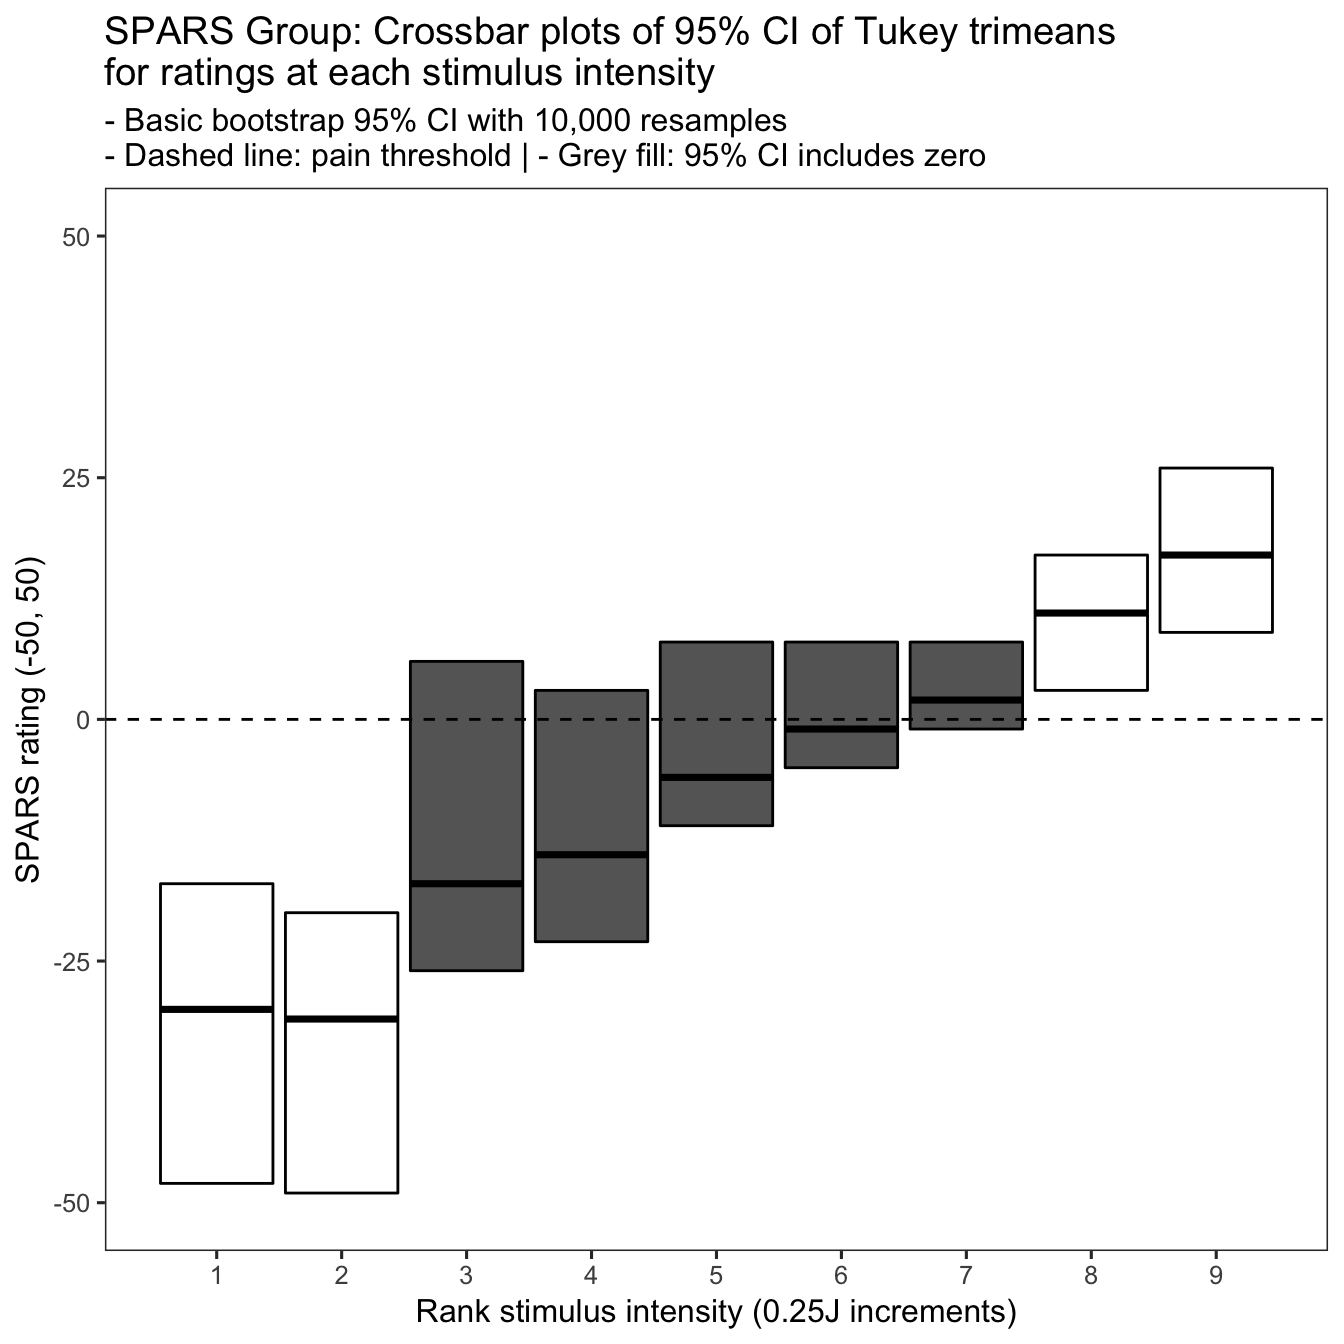 SPARS Group: Crossbar plots of 95% CI of Tukey trimeans
for ratings at each stimulus intensity
- Basic bootstrap 95% CI with 10,000 resamples
- Dashed line: pain threshold | - Grey fill: 95% CI includes zero
SPARS rating (-50, 50)
50
25
0
-25
-50
1 2 3 4 5 6 7 8 9
Rank stimulus intensity (0.25J increments)